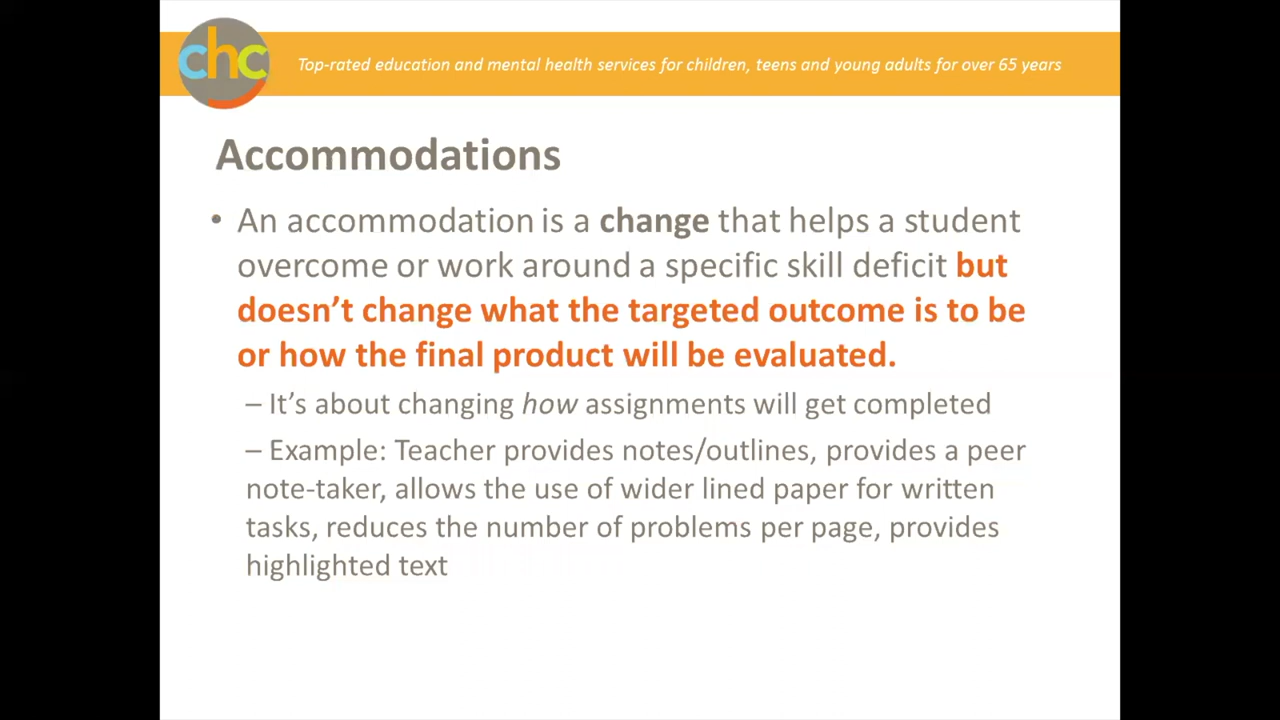 chc
Top-rated education and mental health services for children, teens and young adults for over 65 years
Accommodations
• An accommodation is a change that helps a student
overcome or work around a specific skill deficit but
doesn’t change what the targeted outcome is to be
or how the final product will be evaluated.
– It’s about changing how assignments will get completed
– Example: Teacher provides notes/outlines, provides a peer
note-taker, allows the use of wider lined paper for written
tasks, reduces the number of problems per page, provides
highlighted text